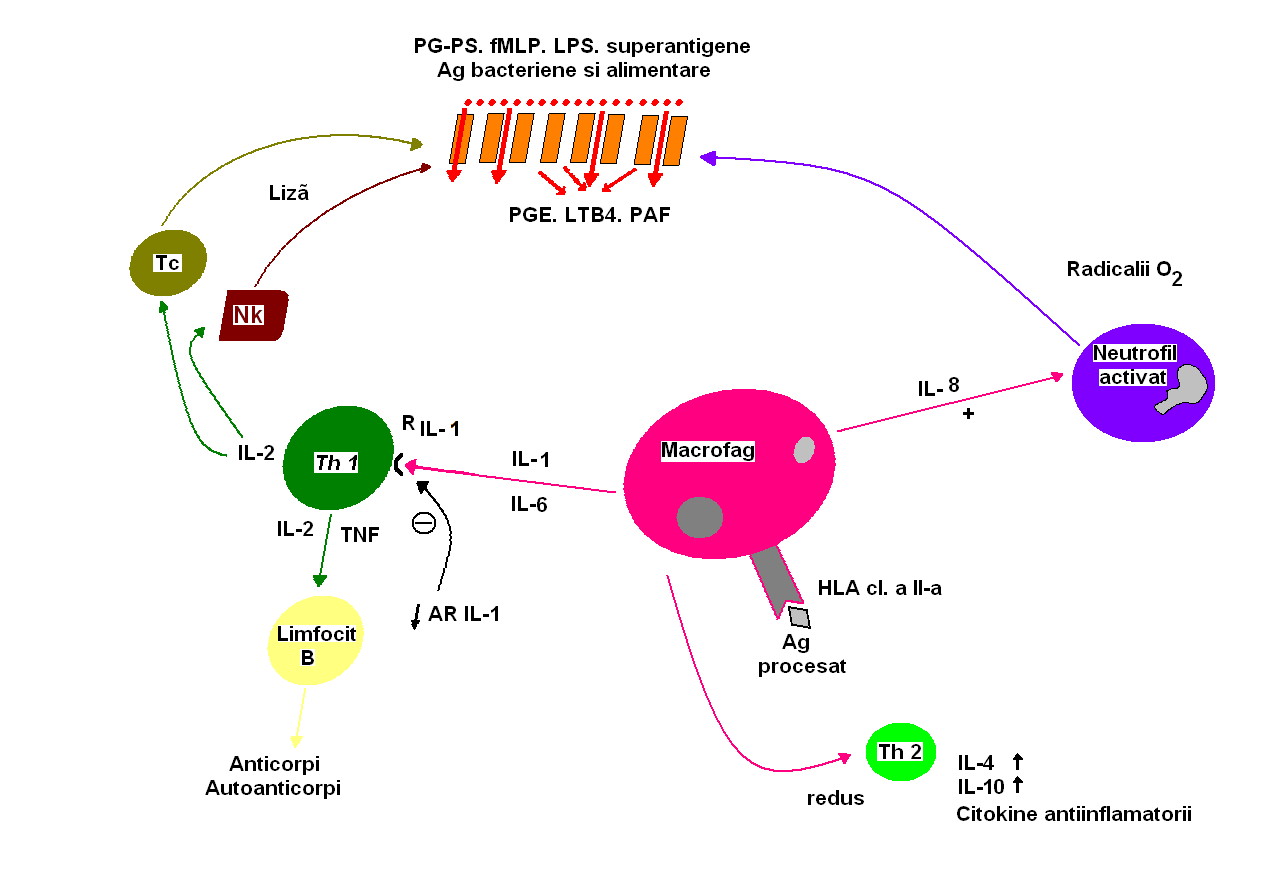 PG-PS. fMLP. LPS. superantigene
Ag bacteriene si alimentare
PGE. LTB4. PAF
Lizã
Tc
Nk
Radicalii O2
Neutrofil
activat
IL- 8
+
R IL-1
IL-2
Th 1
IL-1
IL-6
Macrofag
IL-2 TNF
AR IL-1
HLA cl. a II-a
Ag
procesat
Limfocit
B
Anticorpi
Autoanticorpi
redus
Th 2
IL-4
IL-10
Citokine antiinflamatorii